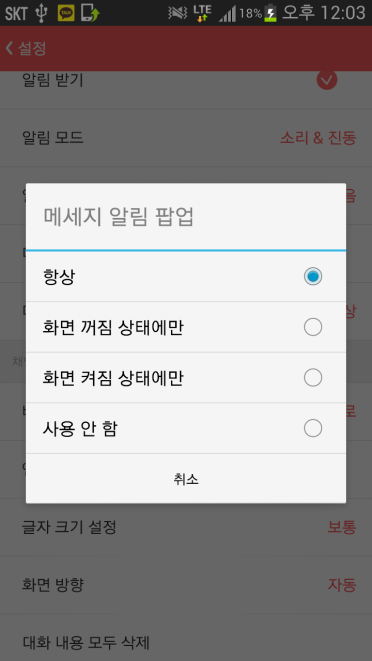 SKT LTE 18% 오후 12:03
설정
알림 받기
알림 모드 소리 & 진동
메세지 알림 팝업
항상
화면 꺼짐 상태에만
화면 켜짐 상태에만
사용 안 함
취소
글자 크기 설정 보통
화면 방향 자동
대화 내용 모두 삭제